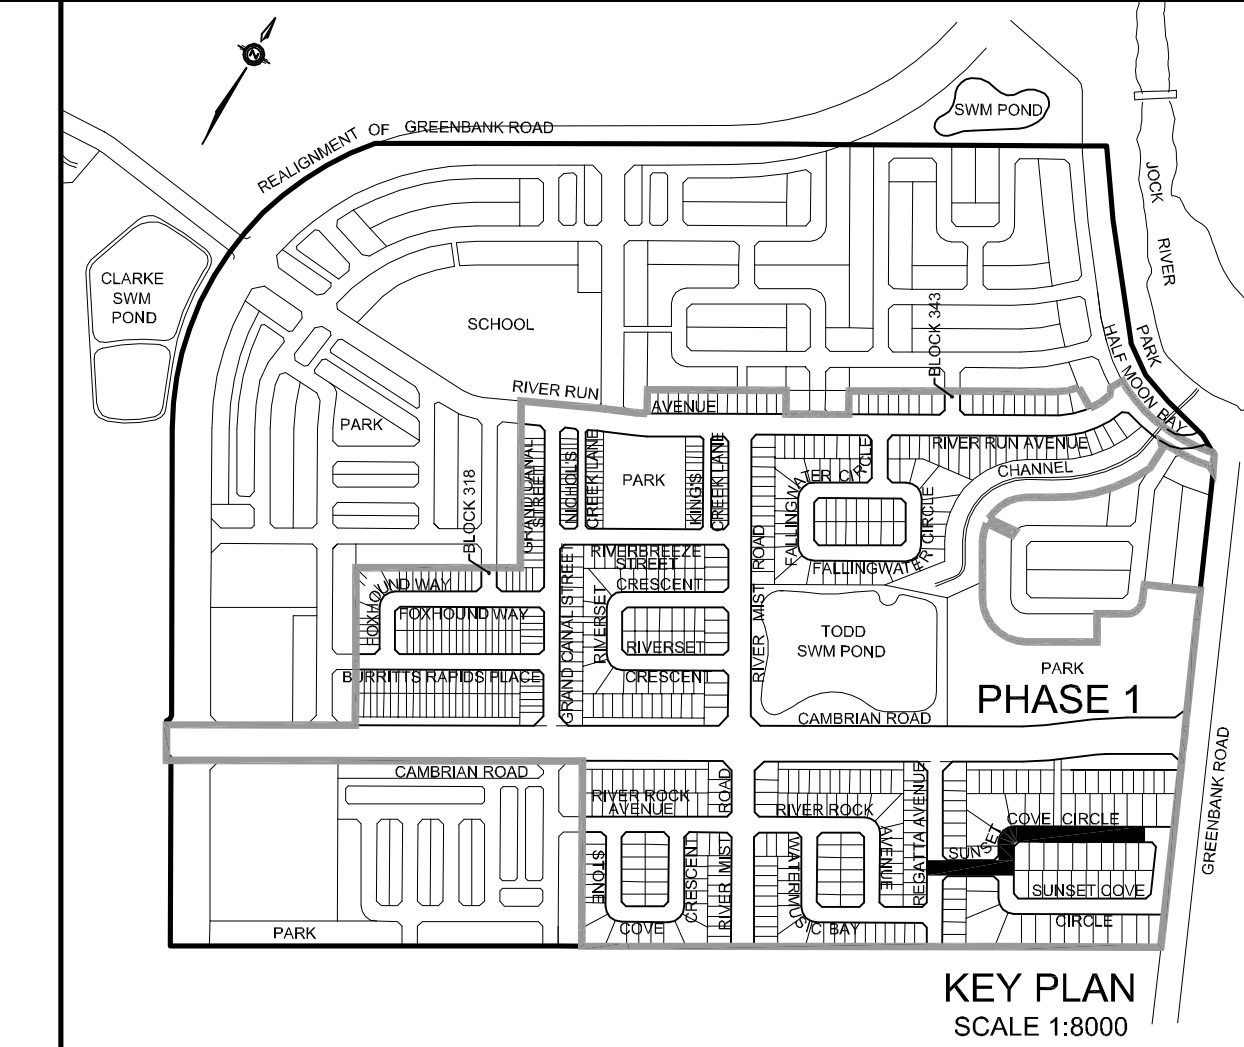 N
SWM POND
REALIGNMENT OF GREENBANK ROAD
JOCK
RIVER
CLARKE
SWM
POND
SCHOOL
BLOCK 343
PARK
HALF MOON BAY
RIVER RUN
AVENUE
PARK
RIVER RUN AVENUE
CHANNEL
GRAND CANAL
STREET
NICHOL'S
CREEK LANE
PARK
KING'S
CREEK LANE
FALLINGWATER CIRCLE
BLOCK 318
FALLINGWATER CIRCLE
RIVERBREEZE
STREET
CRESCENT
RIVERSET
RIVERSET
CRESCENT
FOXHOUND WAY
FOXHOUND WAY
BURRITTS RAPIDS PLACE
GRAND CANAL STREET
RIVER MIST ROAD
TODD
SWM POND
PARK
PHASE 1
CAMBRIAN ROAD
CAMBRIAN ROAD
GREENBANK ROAD
RIVER ROCK
AVENUE
RIVER MIST ROAD
RIVER ROCK
AVENUE
REGATTA AVENUE
SUNSET
COVE CIRCLE
SUNSET COVE
CIRCLE
STONE
COVE
CRESCENT
WATERMUSIC BAY
PARK
KEY PLAN
SCALE 1:8000